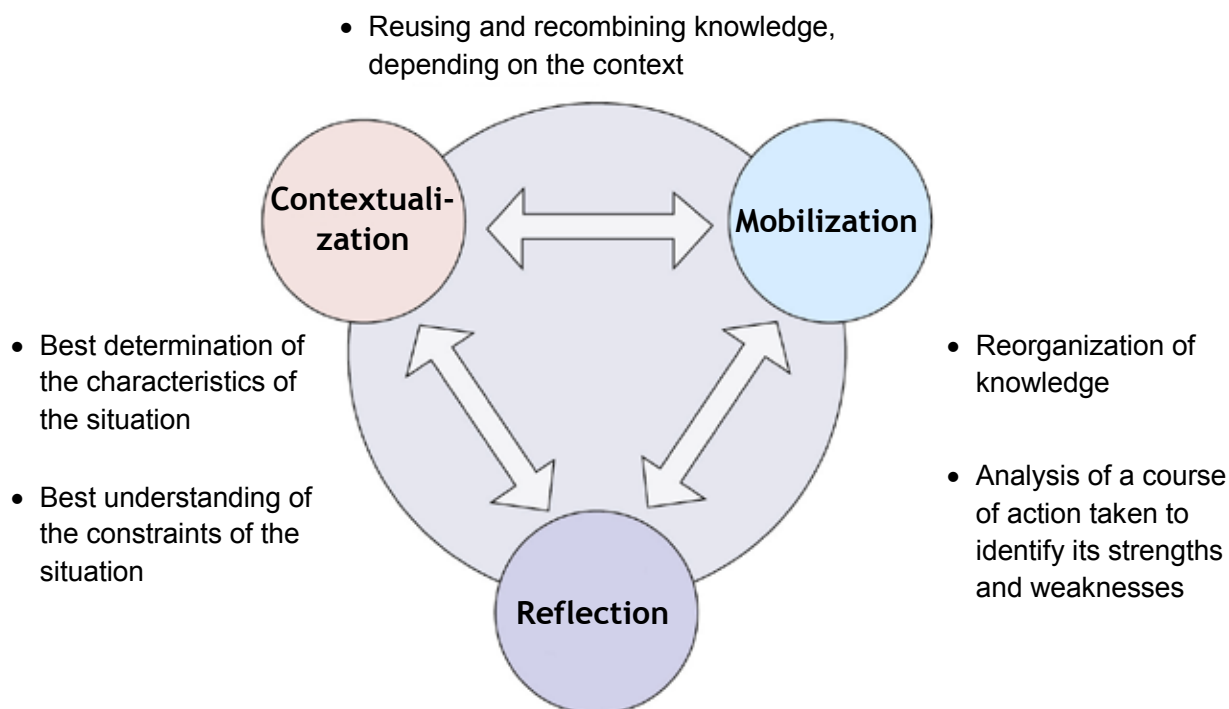 • Reusing and recombining knowledge,
depending on the context
Contextuali-
zation
Mobilization
• Best determination of
the characteristics of
the situation
• Best understanding of
the constraints of the
situation
• Reorganization of
knowledge
• Analysis of a course
of action taken to
identify its strengths
and weaknesses
Reflection